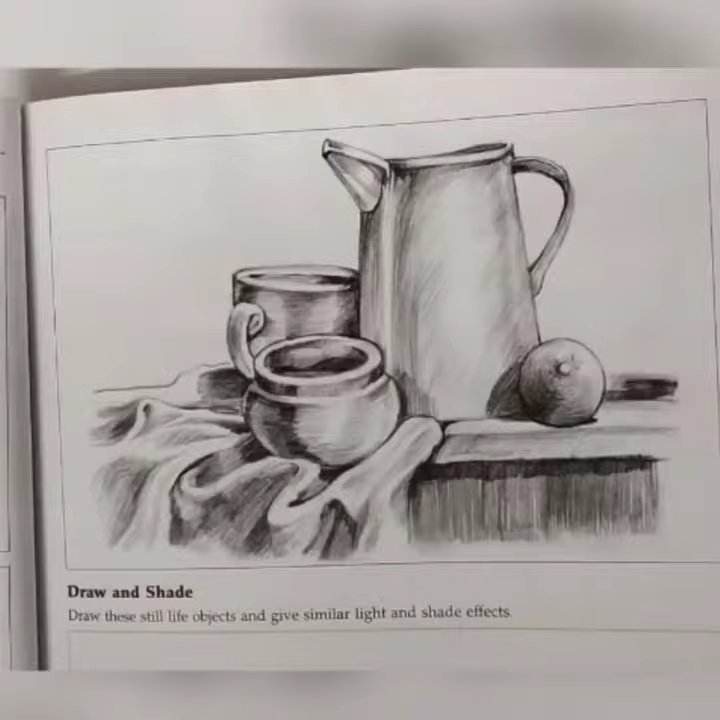 Draw and Shade
Draw these still life objects and give similar light and shade effects.